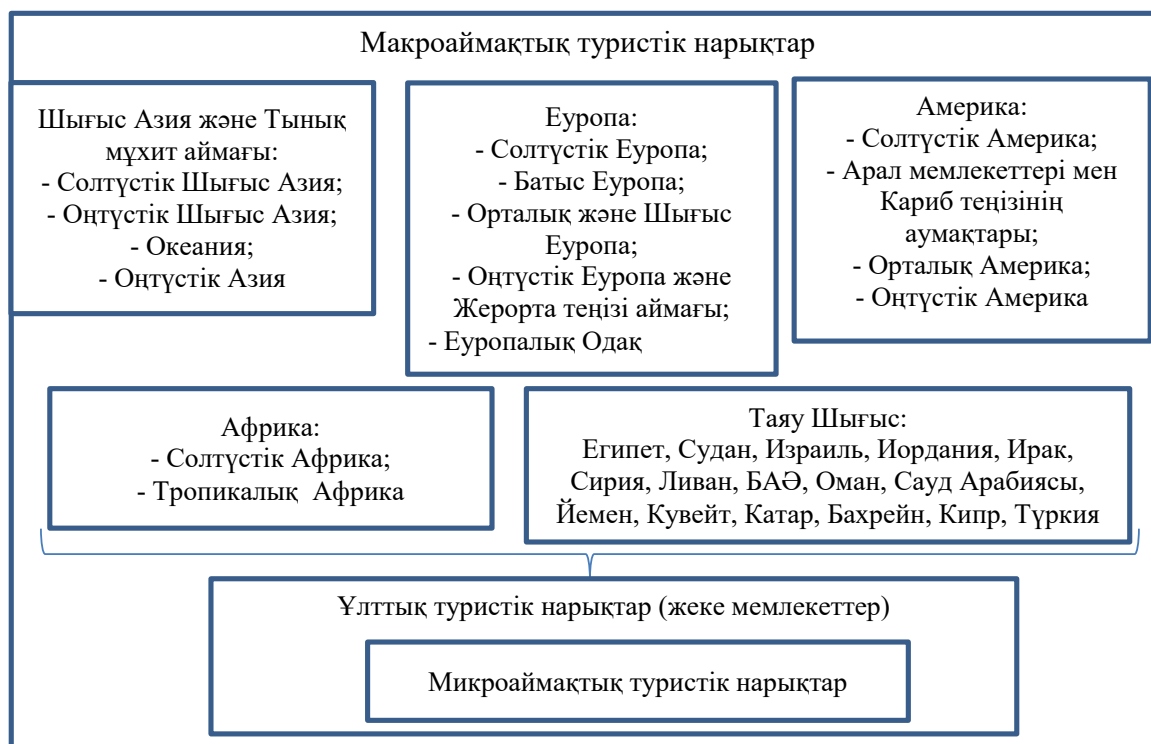 Макроаймақтық туристік нарықтар
Шығыс Азия және Тынық
мұхит аймағы:
- Солтүстік Шығыс Азия;
- Оңтүстік Шығыс Азия;
- Океания;
- Оңтүстік Азия
Еуропа:
- Солтүстік Еуропа;
- Батыс Еуропа;
- Орталық және Шығыс
Еуропа;
- Оңтүстік Еуропа және
Жерорта теңізі аймағы;
- Еуропалық Одақ
Америка:
- Солтүстік Америка;
- Арал мемлекеттері мен
Кариб теңізінің
аумақтары;
- Орталық Америка;
- Оңтүстік Америка
Африка:
- Солтүстік Африка;
- Тропикалық Африка
Таяу Шығыс:
Египет, Судан, Израиль, Иордания, Ирак,
Сирия, Ливан, БАӘ, Оман, Сауд Арабиясы,
Йемен, Кувейт, Катар, Бахрейн, Кипр, Түркия
Ұлттық туристік нарықтар (жеке мемлекеттер)
Микроаймақтық туристік нарықтар